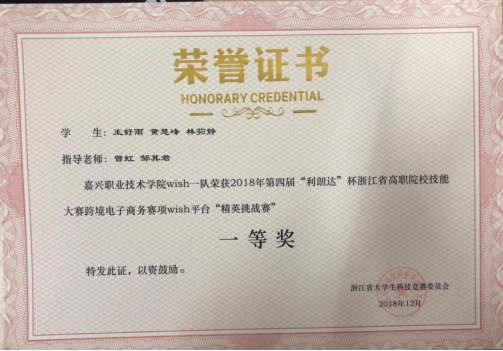 荣誉证书
HONORARY CREDENTIAL
学 生：王舒雨 黄慧峰 林茹静
指导老师：曾虹 邹其君
嘉兴职业技术学院wish一队荣获2018年第四届“利朗达”杯浙江省高职院校技能
大赛跨境电子商务赛项wish平台“精英挑战赛”
一等奖
特发此证，以资鼓励。
浙江省大学生科技竞赛委员会
2018年12月